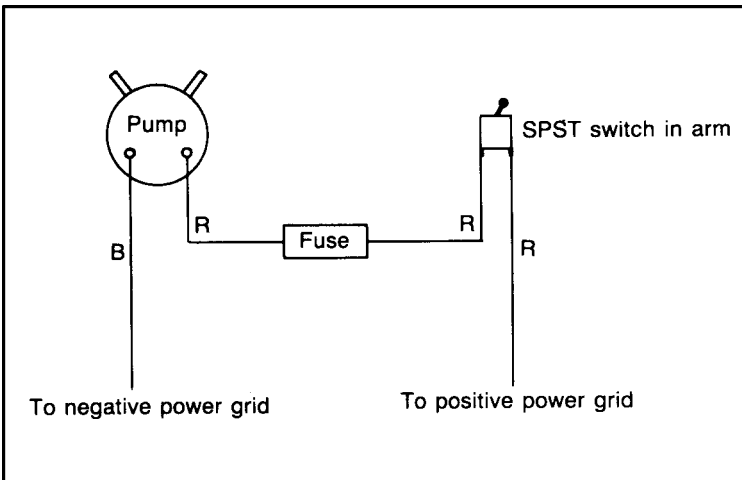 Pump
SPST switch in arm
R
R
Fuse
B
R
To negative power grid
To positive power grid